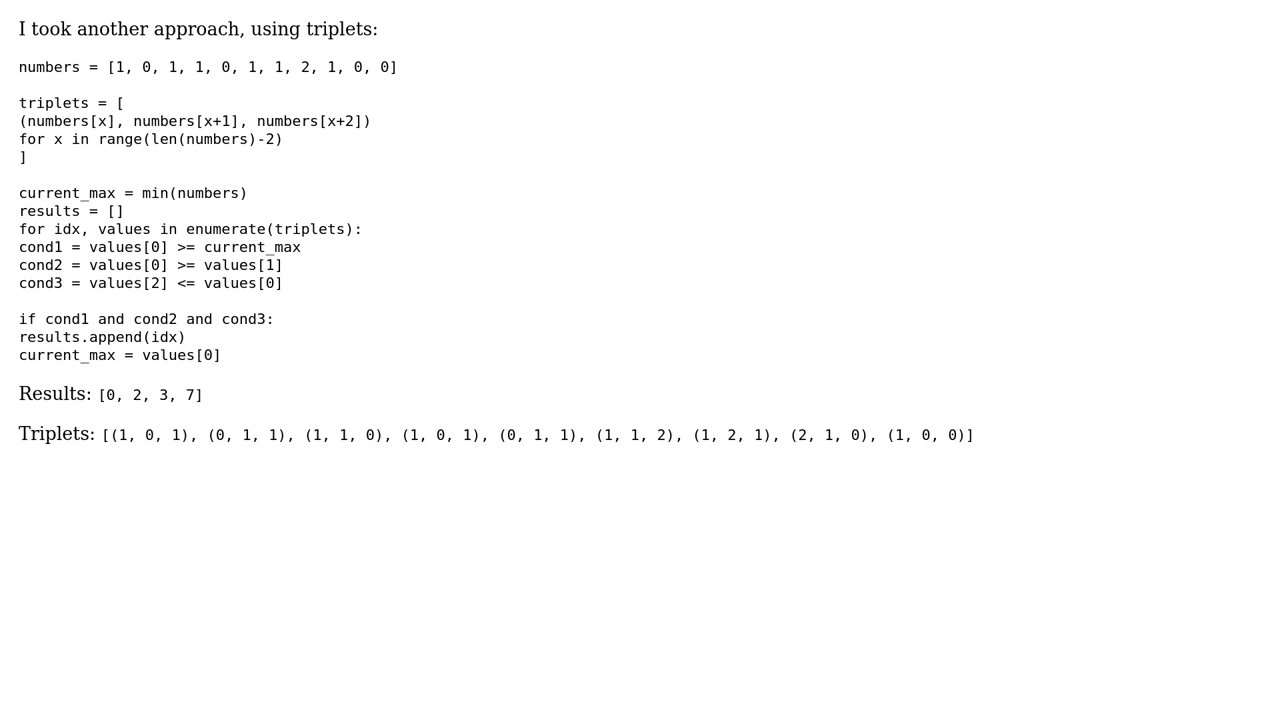 I took another approach, using triplets:
numbers = [1, 0, 1, 1, 0, 1, 1, 2, 1, 0, 0]
triplets = [
(numbers[x], numbers[x+1], numbers[x+2])
for x in range(len(numbers)-2)
]
current_max = min(numbers)
results = []
for idx, values in enumerate(triplets):
cond1 = values[0] >= current_max
cond2 = values[0] >= values[1]
cond3 = values[2] <= values[0]
if cond1 and cond2 and cond3:
results.append(idx)
current_max = values[0]
Results: [0, 2, 3, 7]
Triplets: [(1, 0, 1), (0, 1, 1), (1, 1, 0), (1, 0, 1), (0, 1, 1), (1, 1, 2), (1, 2, 1), (2, 1, 0), (1, 0, 0)]